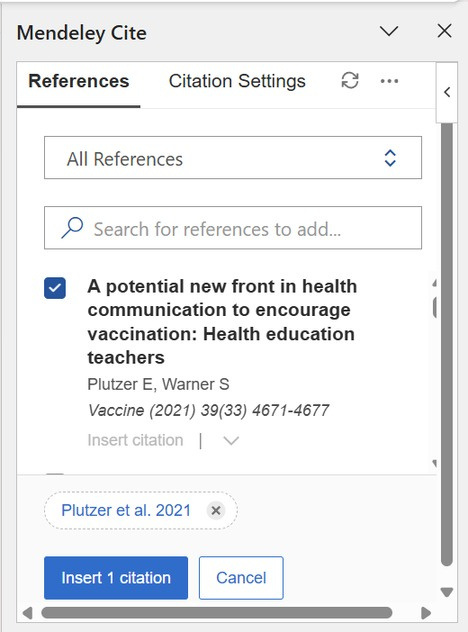 Mendeley Cite
References Citation Settings
All References
Search for references to add...
A potential new front in health
communication to encourage
vaccination: Health education
teachers
Plutzer E, Warner S
Vaccine (2021) 39(33) 4671-4677
Insert citation |
Plutzer et al. 2021
Insert 1 citation Cancel